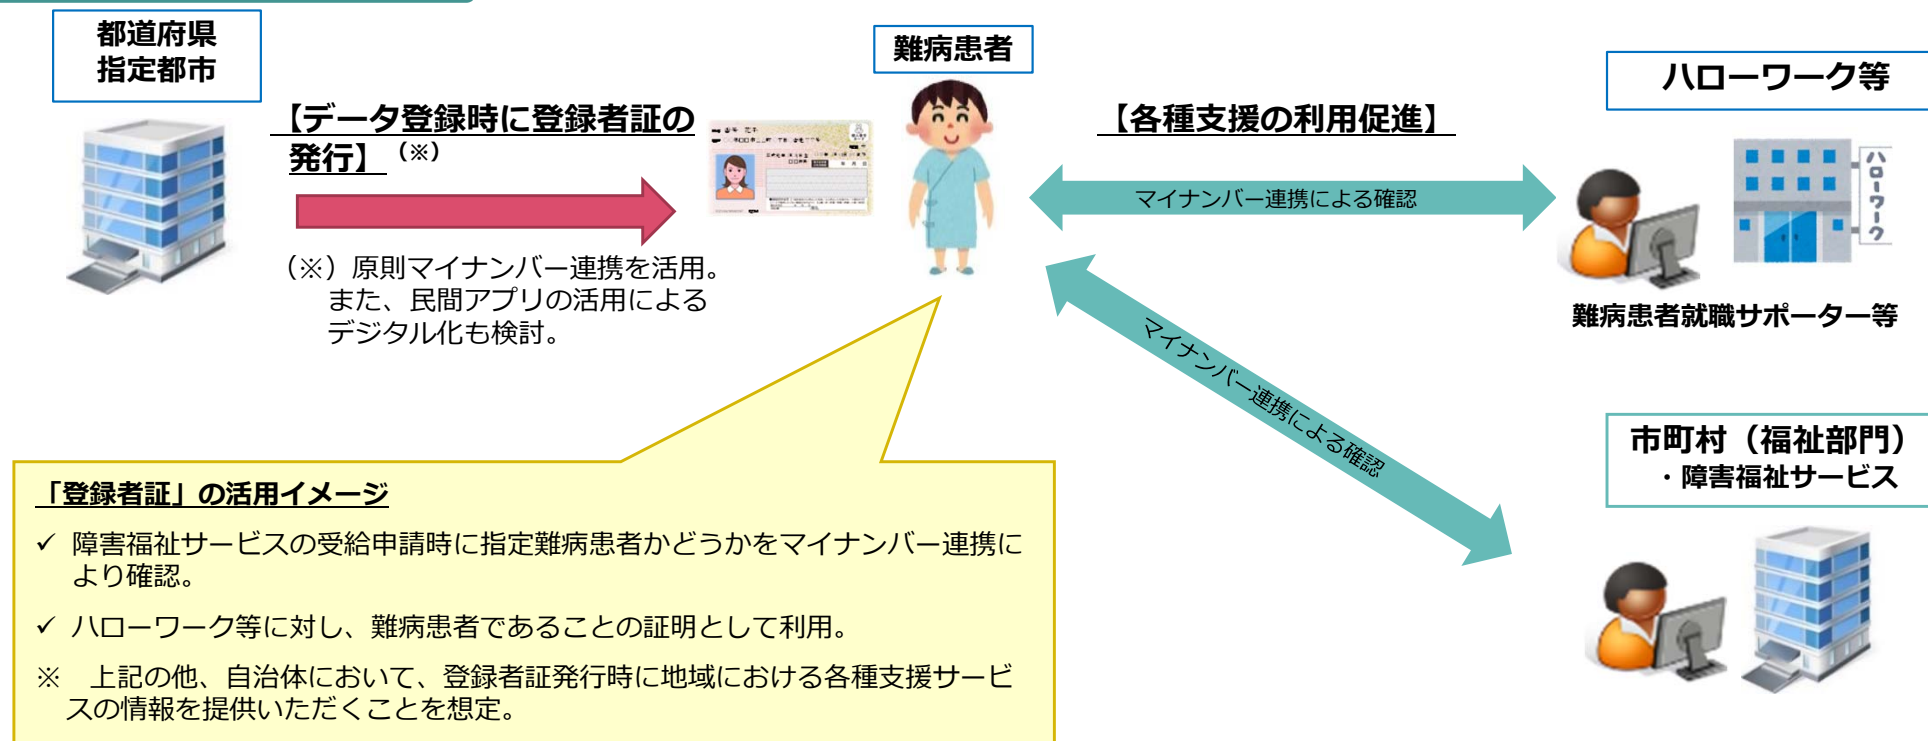 都道府県
指定都市
難病患者
ハローワーク等
【データ登録時に登録者証の
発行】（※）
【各種支援の利用促進】
マイナンバー連携による確認
ハローワーク
（※）原則マイナンバー連携を活用。
また、民間アプリの活用による
デジタル化も検討。
難病患者就職サポーター等
マイナンバー連携による確認
市町村（福祉部門）
・障害福祉サービス
「登録者証」の活用イメージ
✓ 障害福祉サービスの受給申請時に指定難病患者かどうかをマイナンバー連携に
より確認。
✓ ハローワーク等に対し、難病患者であることの証明として利用。
※　上記の他、自治体において、登録者証発行時に地域における各種支援サービ
スの情報を提供いただくことを想定。